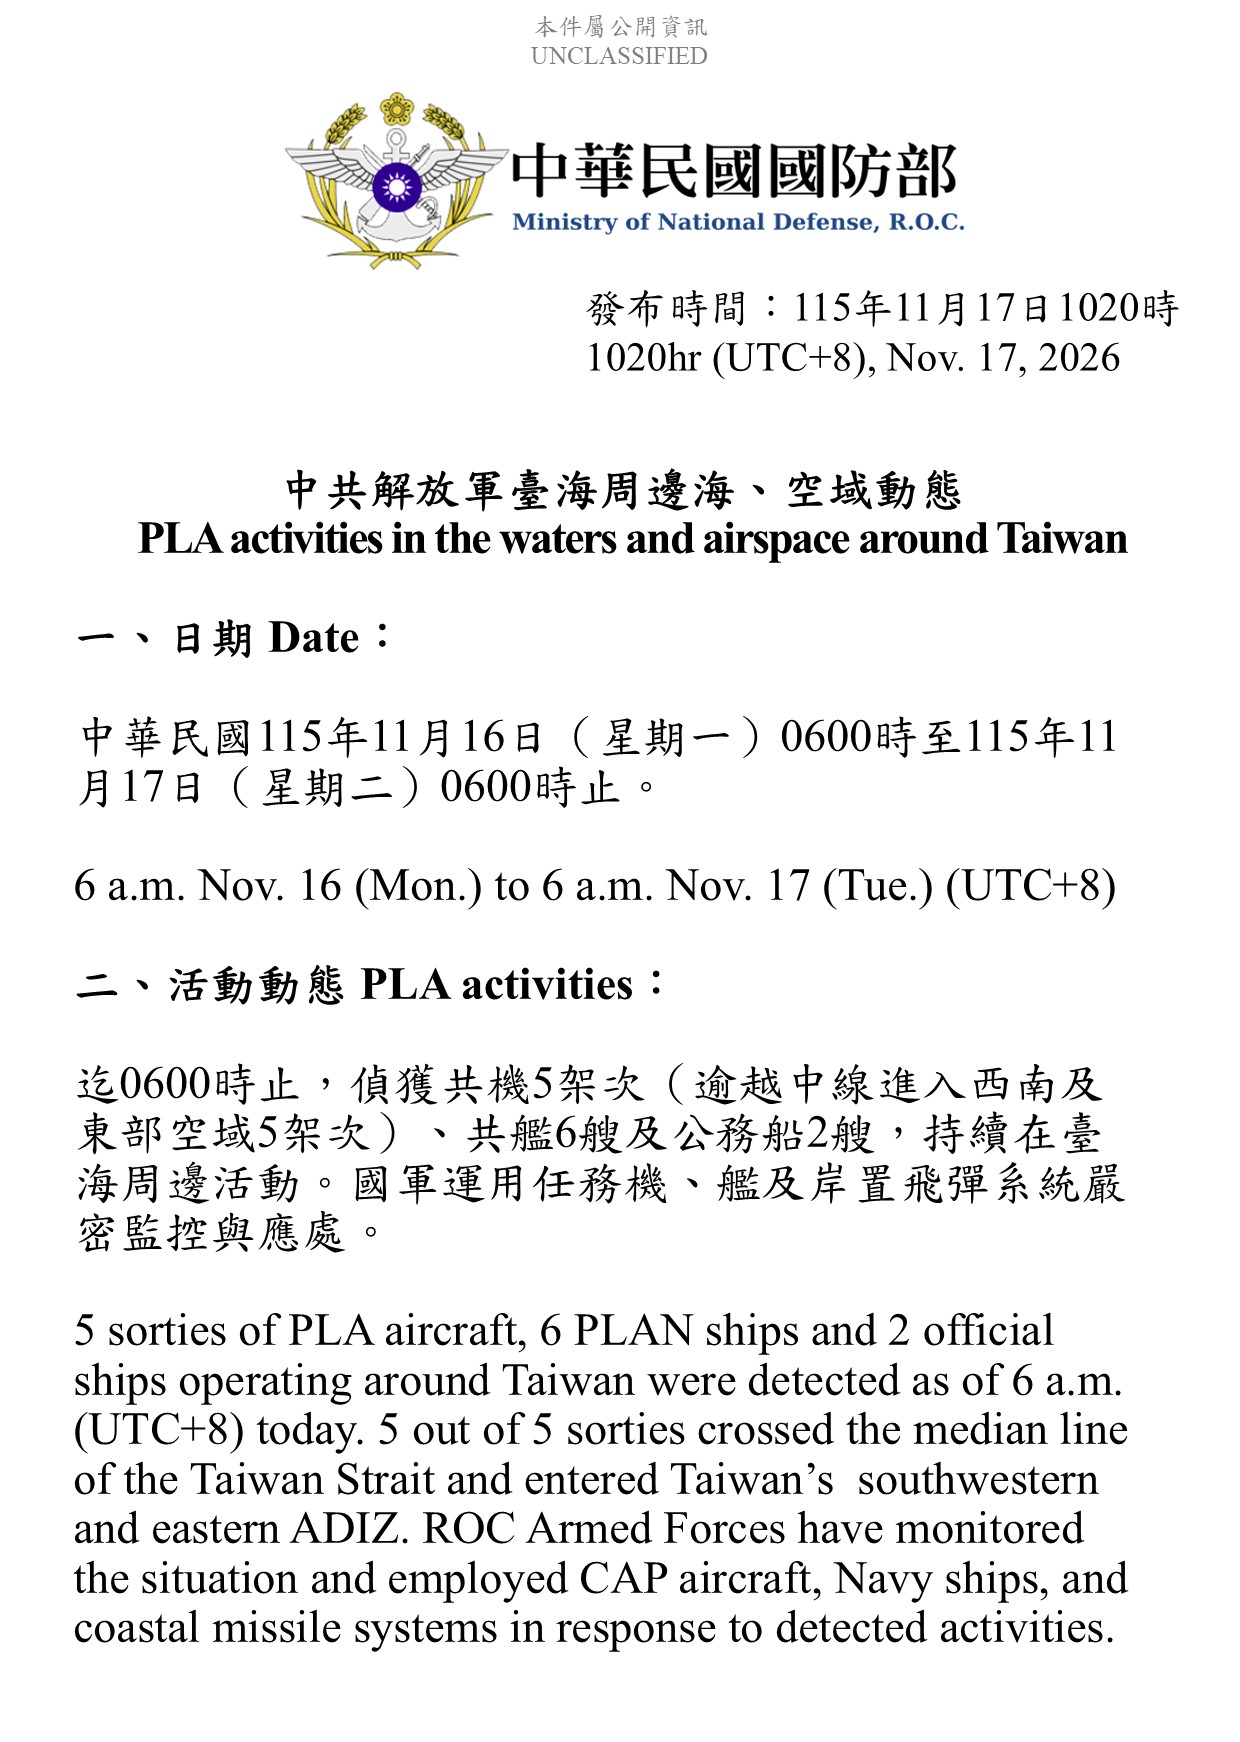 本件屬公開資訊
UNCLASSIFIED
中華民國國防部
Ministry of National Defense, R.O.C.
發布時間：115年11月17日1020時
1020hr (UTC+8), Nov. 17, 2026
中共解放軍臺海周邊海、空域動態
PLA activities in the waters and airspace around Taiwan
一、日期 Date：
中華民國115年11月16日（星期一）0600時至115年11
月17日（星期二）0600時止。
6 a.m. Nov. 16 (Mon.) to 6 a.m. Nov. 17 (Tue.) (UTC+8)
二、活動動態 PLA activities：
迄0600時止，偵獲共機5架次（逾越中線進入西南及
東部空域5架次）、共艦6艘及公務船2艘，持續在臺
海周邊活動。國軍運用任務機、艦及岸置飛彈系統嚴
密監控與應處。
5 sorties of PLA aircraft, 6 PLAN ships and 2 official
ships operating around Taiwan were detected as of 6 a.m.
(UTC+8) today. 5 out of 5 sorties crossed the median line
of the Taiwan Strait and entered Taiwan’s  southwestern
and eastern ADIZ. ROC Armed Forces have monitored
the situation and employed CAP aircraft, Navy ships, and
coastal missile systems in response to detected activities.